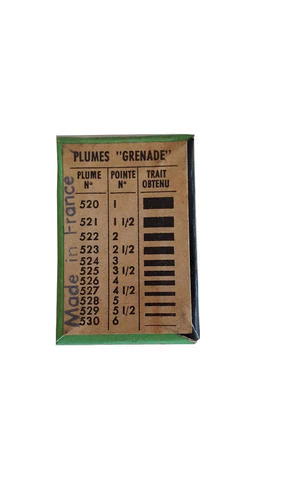 PLUMES "GRENADE"
PLUME N° POINTE N° TRAIT OBTENU
520 1
521 1 1/2
522 2
523 2 1/2
524 3
525 3 1/2
526 4
527 4 1/2
528 5
529 5 1/2
530 6
Made in France